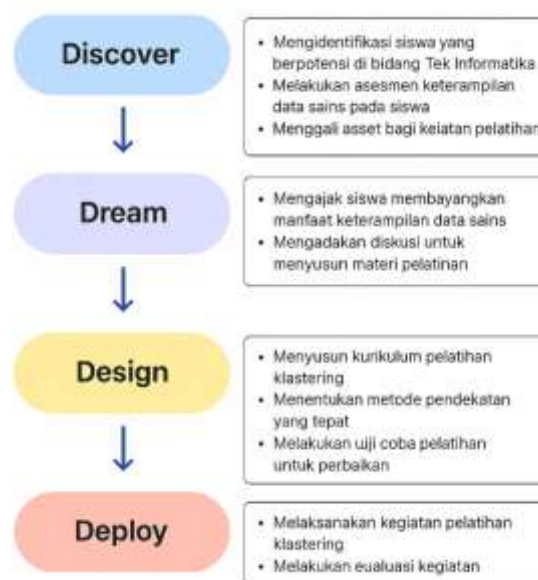 Discover
• Mengidentifikasi siswa yang
berpotensi di bidang Tek Informatika
• Melakukan asesmen keterampilan
data sains pada siswa
• Menggali asset bagi keiatan pelatihan
Dream
• Mengajak siswa membayangkan
manfaat keterampilan data sains
• Mengadakan diskusi untuk
menyusun materi pelatinan
Design
• Menyusun kurikulum pelatihan
klastering
• Menentukan metode pendekatan
yang tepat
• Melakukan uiji coba pelatihan
untuk perbaikan
Deploy
• Melaksanakan kegiatan pelatihan
klastering
• Melakukan eualuasi kegiatan